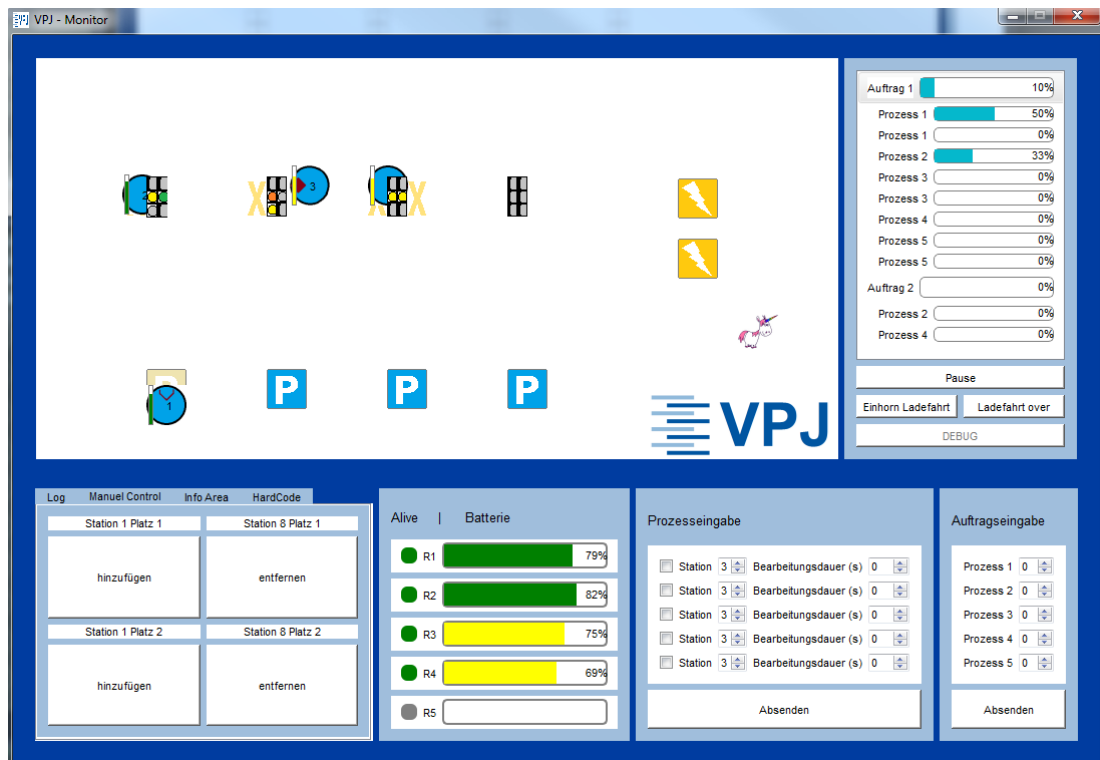 VPJ - Monitor
Auftrag 1 10%
Prozess 1 50%
Prozess 1 0%
Prozess 2 33%
Prozess 3 0%
Prozess 3 0%
Prozess 4 0%
Prozess 5 0%
Prozess 5 0%
Auftrag 2 0%
Prozess 2 0%
Prozess 4 0%
Pause
Einhorn Ladefahrt Ladefahrt over
DEBUG
X 3 X X
P P P
1
VPJ
Log Manuel Control Info Area HardCode
Station 1 Platz 1 Station 8 Platz 1
hinzufügen entfernen
Station 1 Platz 2 Station 8 Platz 2
hinzufügen entfernen
Alive | Batterie
R1 79%
R2 82%
R3 75%
R4 69%
R5
Prozesseingabe
Station 3 Bearbeitungsdauer (s) 0
Station 3 Bearbeitungsdauer (s) 0
Station 3 Bearbeitungsdauer (s) 0
Station 3 Bearbeitungsdauer (s) 0
Station 3 Bearbeitungsdauer (s) 0
Absenden
Auftragseingabe
Prozess 1 0
Prozess 2 0
Prozess 3 0
Prozess 4 0
Prozess 5 0
Absenden